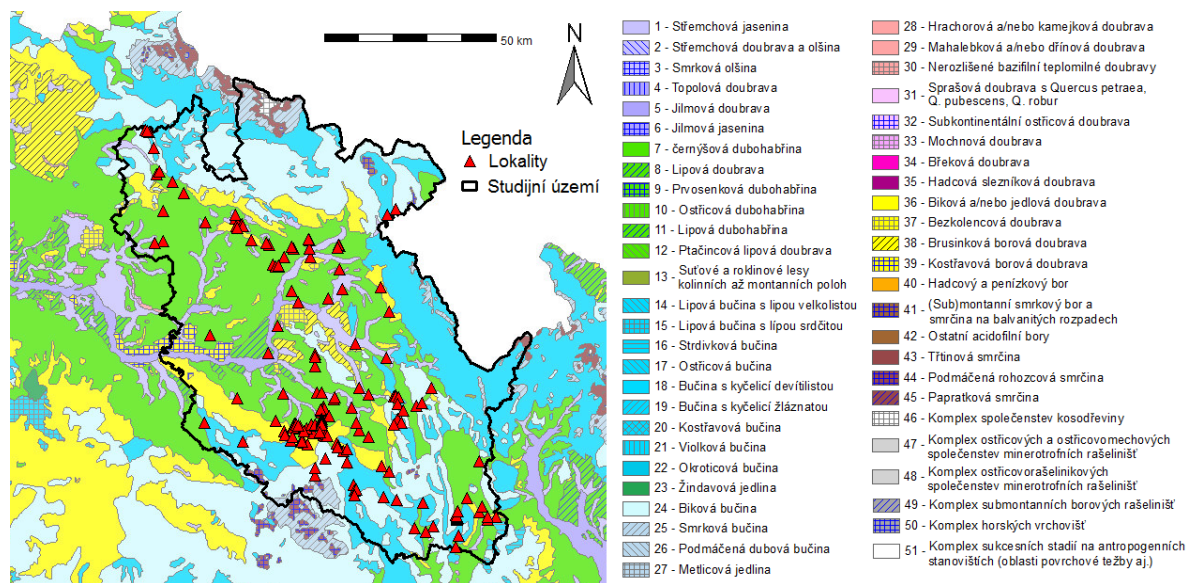 50 km
N
Legenda
Lokality
Studijní území
1 - Střemchová jasenina
2 - Střemchová doubrava a olšina
3 - Smrková olšina
4 - Topolová doubrava
5 - Jilmová doubrava
6 - Jilmová jasenina
7 - černýšová dubohabřina
8 - Lipová doubrava
9 - Prvosenková dubohabřina
10 - Ostřicová dubohabřina
11 - Lipová dubohabřina
12 - Ptačincová lipová doubrava
13 - Suťové a roklinové lesy
kolinních až montanních poloh
14 - Lipová bučina s lipou velkolistou
15 - Lipová bučina s lípou srdčitou
16 - Strdivková bučina
17 - Ostřicová bučina
18 - Bučina s kyčelicí devítilistou
19 - Bučina s kyčelicí žláznatou
20 - Kostřavová bučina
21 - Violková bučina
22 - Okroticová bučina
23 - Žindavová jedlina
24 - Biková bučina
25 - Smrková bučina
26 - Podmáčená dubová bučina
27 - Metlicová jedlina
28 - Hrachorová a/nebo kamejková doubrava
29 - Mahalebková a/nebo dřínová doubrava
30 - Nerozlišené bazifilní teplomilné doubravy
31 - Sprašová doubrava s Quercus petraea,
Q. pubescens, Q. robur
32 - Subkontinentální ostřicová doubrava
33 - Mochnová doubrava
34 - Břeková doubrava
35 - Hadcová slezníková doubrava
36 - Biková a/nebo jedlová doubrava
37 - Bezkolencová doubrava
38 - Brusinková borová doubrava
39 - Kostřavová borová doubrava
40 - Hadcový a penízkový bor
41 - (Sub)montanní smrkový bor a
smrčina na balvanitých rozpadech
42 - Ostatní acidofilní bory
43 - Třtinová smrčina
44 - Podmáčená rohozcová smrčina
45 - Papratková smrčina
46 - Komplex společenstev kosodřeviny
47 - Komplex ostřicových a ostřicovomechových
společenstev minerotrofních rašelinišť
48 - Komplex ostřicovorašelinikových
společenstev minerotrofních rašelinišť
49 - Komplex submontanních borových rašelinišť
50 - Komplex horských vrchovišť
51 - Komplex sukcesních stadií na antropogenních
stanovištích (oblasti povrchové težby aj.)